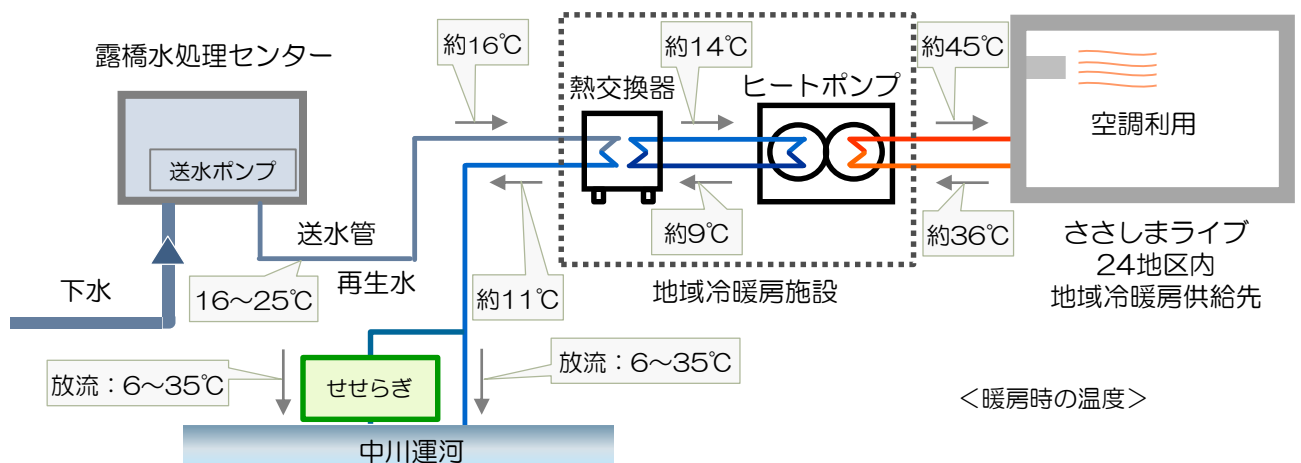 露橋水処理センター
送水ポンプ
下水
送水管
再生水
16～25℃
約16℃
約11℃
熱交換器
約14℃
約9℃
ヒートポンプ
地域冷暖房施設
約45℃
約36℃
空調利用
ささしまライブ
24地区内
地域冷暖房供給先
放流：6～35℃
せせらぎ
放流：6～35℃
中川運河
＜暖房時の温度＞